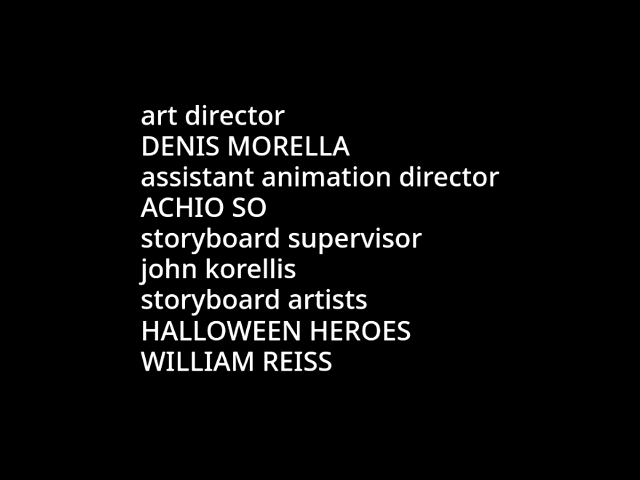 art director
DENIS MORELLA
assistant animation director
ACHIO SO
storyboard supervisor
john korellis
storyboard artists
HALLOWEEN HEROES
WILLIAM REISS